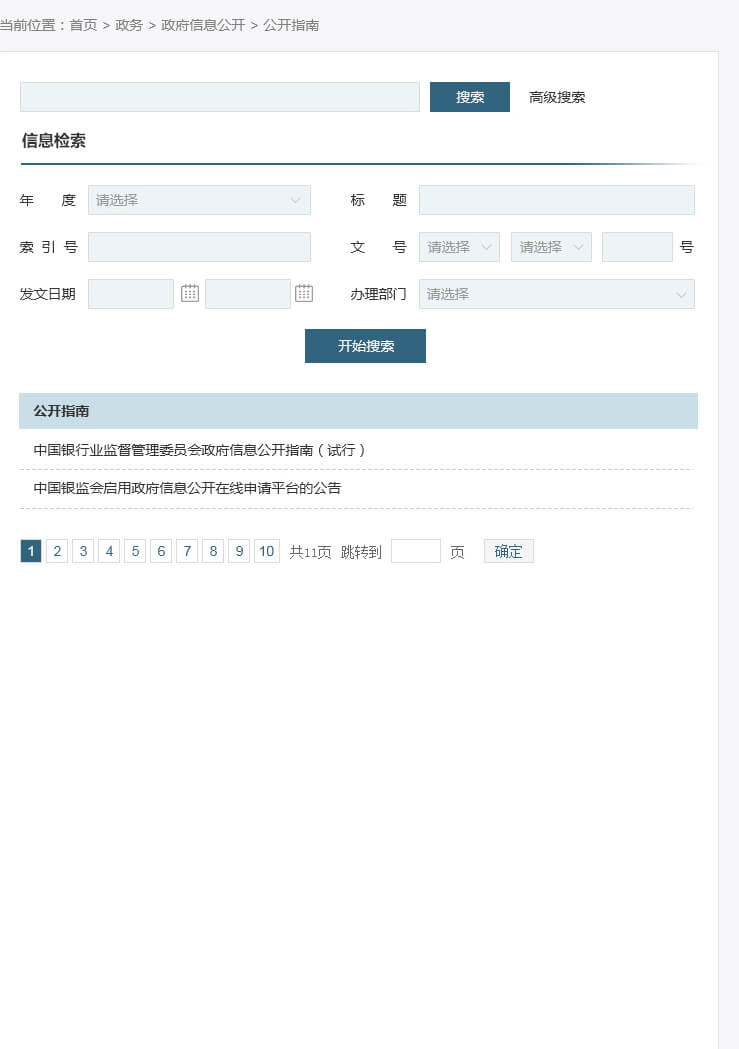 当前位置：首页 > 政务 > 政府信息公开 > 公开指南
搜索 高级搜索
信息检索
年 度 请选择 标 题
索 引 号 文 号 请选择 请选择 号
发文日期 办理部门 请选择
开始搜索
公开指南
中国银行业监督管理委员会政府信息公开指南（试行）
中国银监会启用政府信息公开在线申请平台的公告
1 2 3 4 5 6 7 8 9 10 共11页 跳转到 页 确定